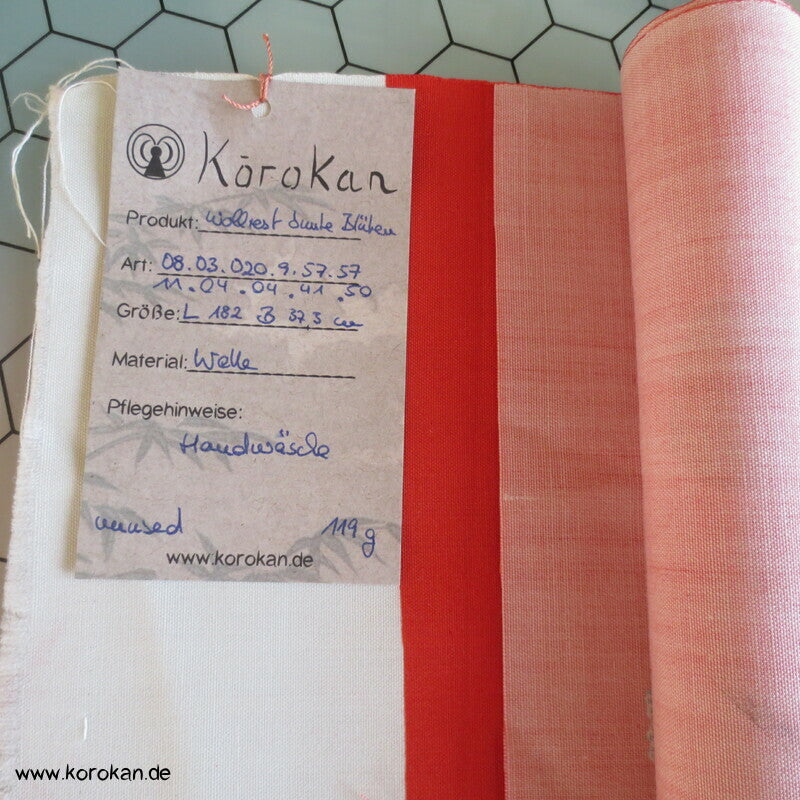 Kōrokan
Produkt: Wollrest bunte Blüten
Art: 08.03.020.9.57.57
11.04.04.41.50
Größe: L 182 B 37,5 cm
Material: Wolle
Pflegehinweise:
Handwäsche
unused 119 g
www.korokan.de
www.korokan.de